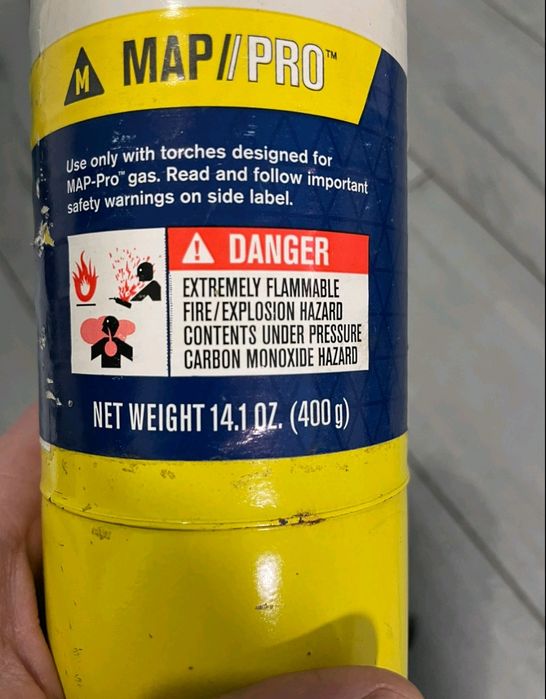 M MAP//PRO™
Use only with torches designed for
MAP-Pro™ gas. Read and follow important
safety warnings on side label.
DANGER
EXTREMELY FLAMMABLE
FIRE/EXPLOSION HAZARD
CONTENTS UNDER PRESSURE
CARBON MONOXIDE HAZARD
NET WEIGHT 14.1 OZ. (400 g)